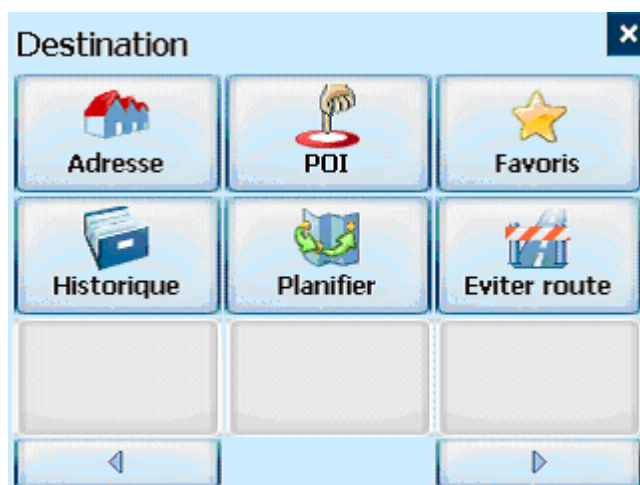 Destination
Adresse
POI
Favoris
Historique
Planifier
Eviter route